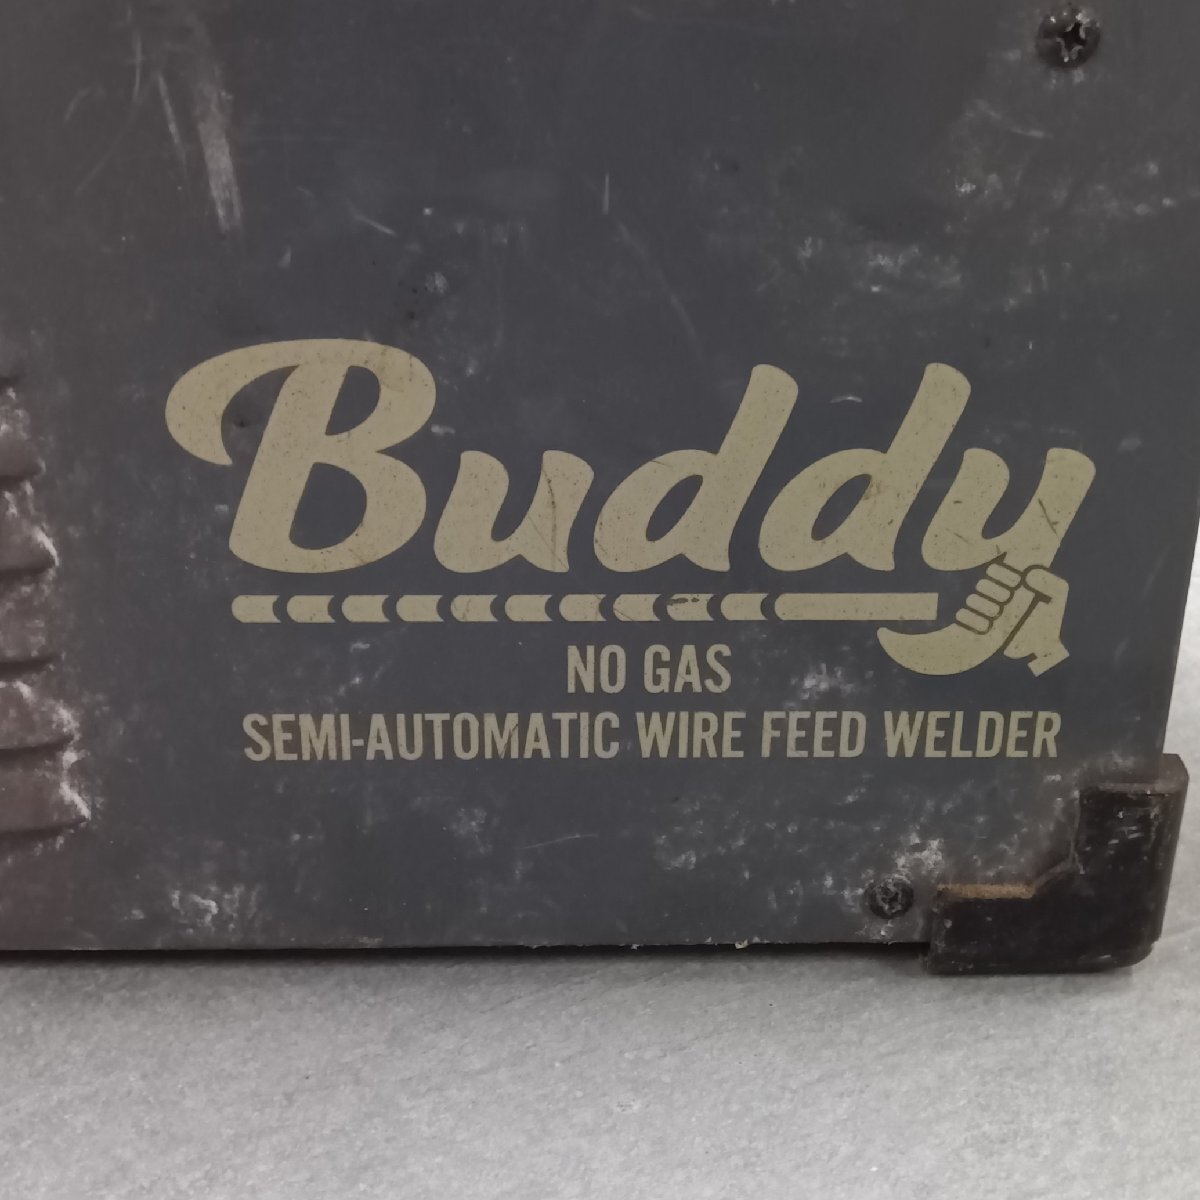 Buddy
NO GAS
SEMI-AUTOMATIC WIRE FEED WELDER